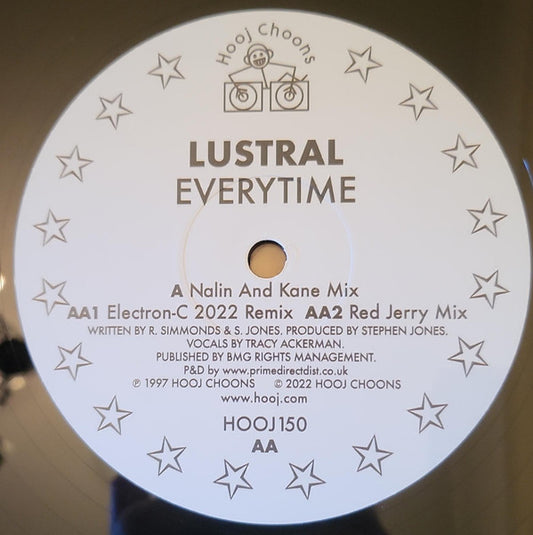 Hooj Choons
LUSTRAL
EVERYTIME
A Nalin And Kane Mix
AA1 Electron-C 2022 Remix AA2 Red Jerry Mix
WRITTEN BY R. SIMMONDS & S. JONES. PRODUCED BY STEPHEN JONES.
VOCALS BY TRACY ACKERMAN.
PUBLISHED BY BMG RIGHTS MANAGEMENT.
P&D by www.primedirectdist.co.uk
℗ 1997 HOOJ CHOONS © 2022 HOOJ CHOONS
www.hooj.com
HOOJ150
AA